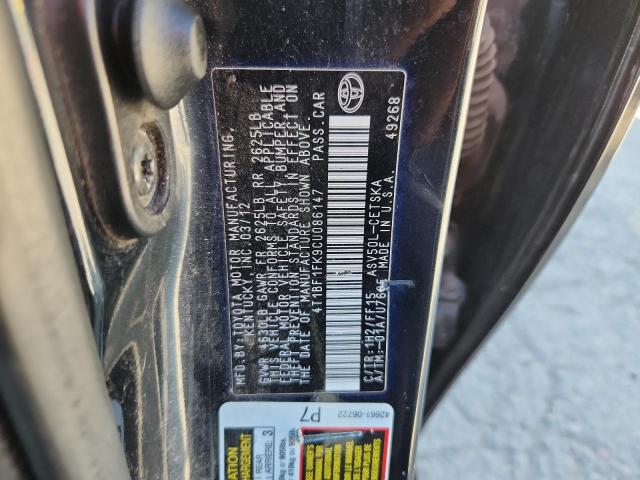 MFD.BY: TOYOTA MOTOR MANUFACTURING,
KENTUCKY INC. 03/12
GVWR 4630LB GAWR FR 2625LB RR 2625LB
THIS VEHICLE CONFORMS TO ALL APPLICABLE
FEDERAL MOTOR VEHICLE SAFETY BUMPER AND
THEFT PREVENTION STANDARDS IN EFFECT ON
THE DATE OF MANUFACTURE SHOWN ABOVE.
4T1BF1FK9CU086147 PASS. CAR
C/TR: 1H2/FF15 ASV50L-CETSKA
A/TM: -01A/U760E MADE IN U.S.A.
49268
42661-06722
P7
REAR
ARRIERE 3